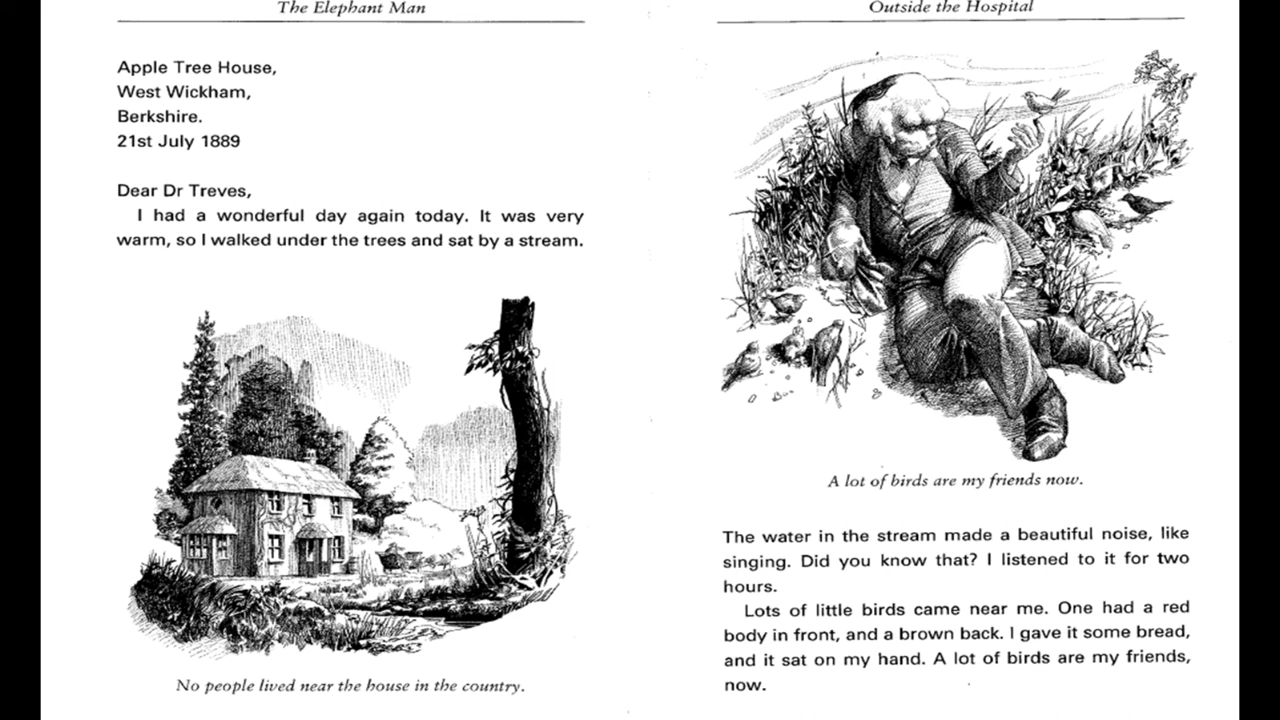 The Elephant Man
Apple Tree House,
West Wickham,
Berkshire.
21st July 1889
Dear Dr Treves,
I had a wonderful day again today. It was very
warm, so I walked under the trees and sat by a stream.
No people lived near the house in the country.
Outside the Hospital
A lot of birds are my friends now.
The water in the stream made a beautiful noise, like
singing. Did you know that? I listened to it for two
hours.
Lots of little birds came near me. One had a red
body in front, and a brown back. I gave it some bread,
and it sat on my hand. A lot of birds are my friends,
now.